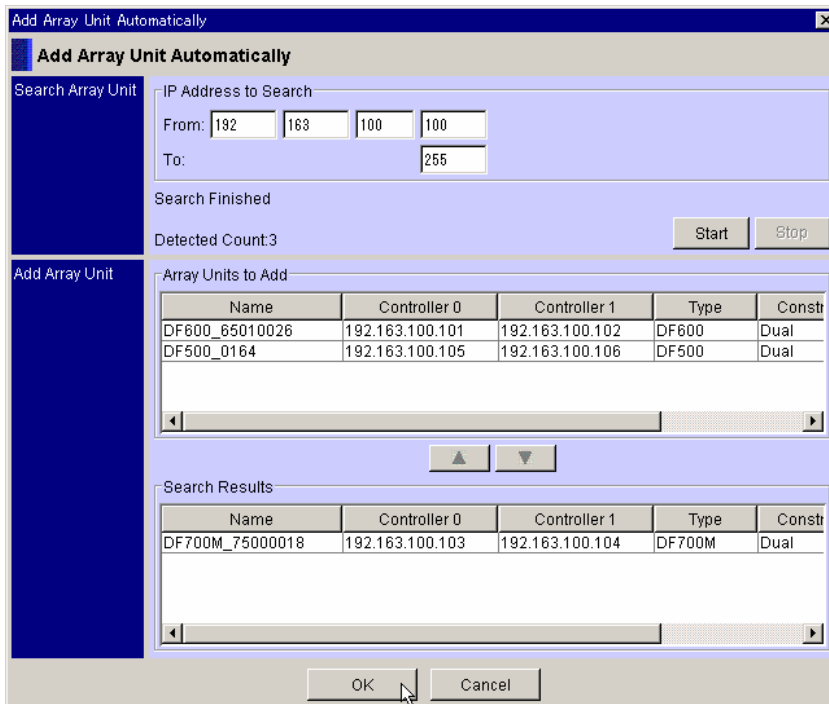 Add Array Unit Automatically
Add Array Unit Automatically
Search Array Unit
IP Address to Search
From: 192 163 100 100
To: 255
Search Finished
Detected Count:3
Start Stop
Add Array Unit
Array Units to Add
Name Controller 0 Controller 1 Type Constr
DF600_65010026 192.163.100.101 192.163.100.102 DF600 Dual
DF500_0164 192.163.100.105 192.163.100.106 DF500 Dual
Search Results
Name Controller 0 Controller 1 Type Constr
DF700M_75000018 192.163.100.103 192.163.100.104 DF700M Dual
OK Cancel